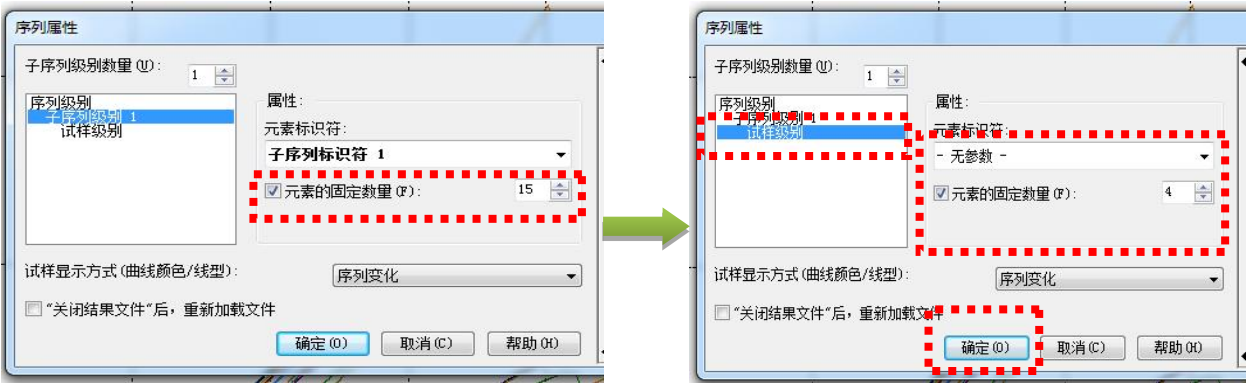 序列属性
子序列级别数量(U): 1
序列级别
子序列级别 1
试样级别
属性:
元素标识符:
子序列标识符 1
元素的固定数量(F): 15
试样显示方式(曲线颜色/线型): 序列变化
“关闭结果文件”后，重新加载文件
确定(O) 取消(C) 帮助(H)
序列属性
子序列级别数量(U): 1
序列级别
子序列级别 1
试样级别
属性:
元素标识符:
- 无参数 -
元素的固定数量(F): 4
试样显示方式(曲线颜色/线型): 序列变化
“关闭结果文件”后，重新加载文件
确定(O) 取消(C) 帮助(H)